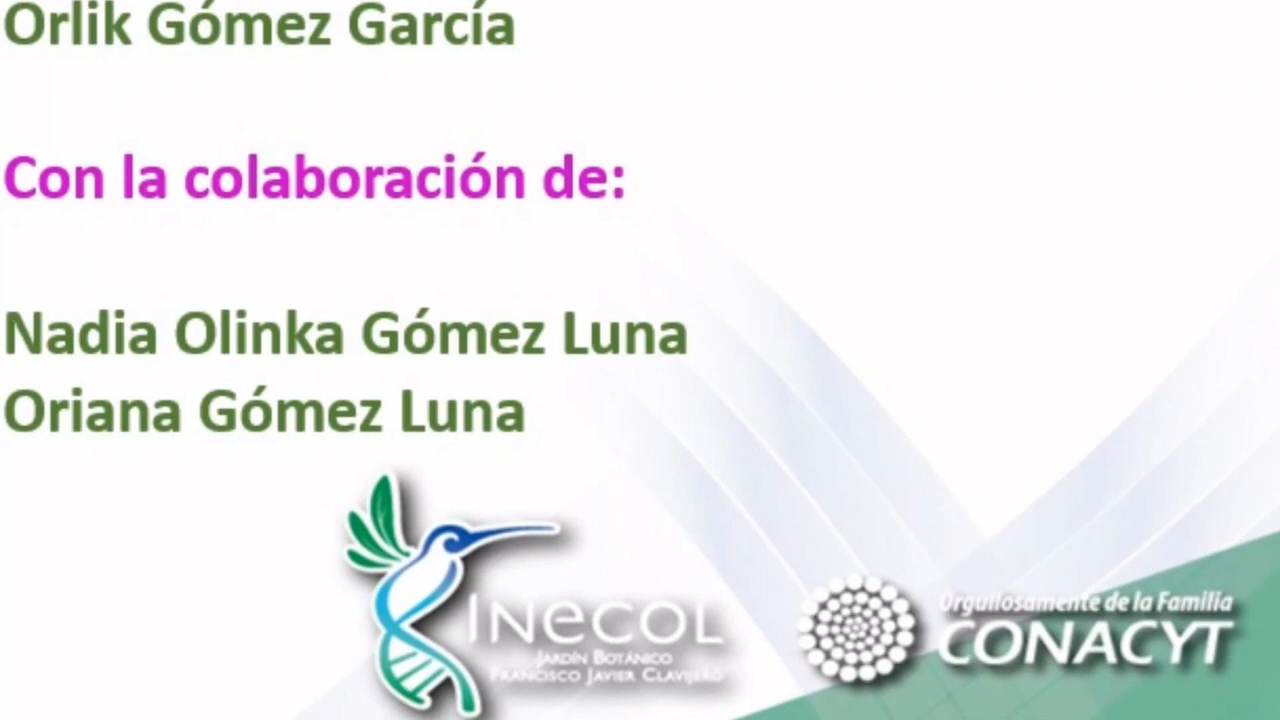 Orlik Gómez García
Con la colaboración de:
Nadia Olinka Gómez Luna
Oriana Gómez Luna
INECOL
JARDÍN BOTÁNICO
FRANCISCO JAVIER CLAVIJERO
Orgullosamente de la Familia
CONACYT